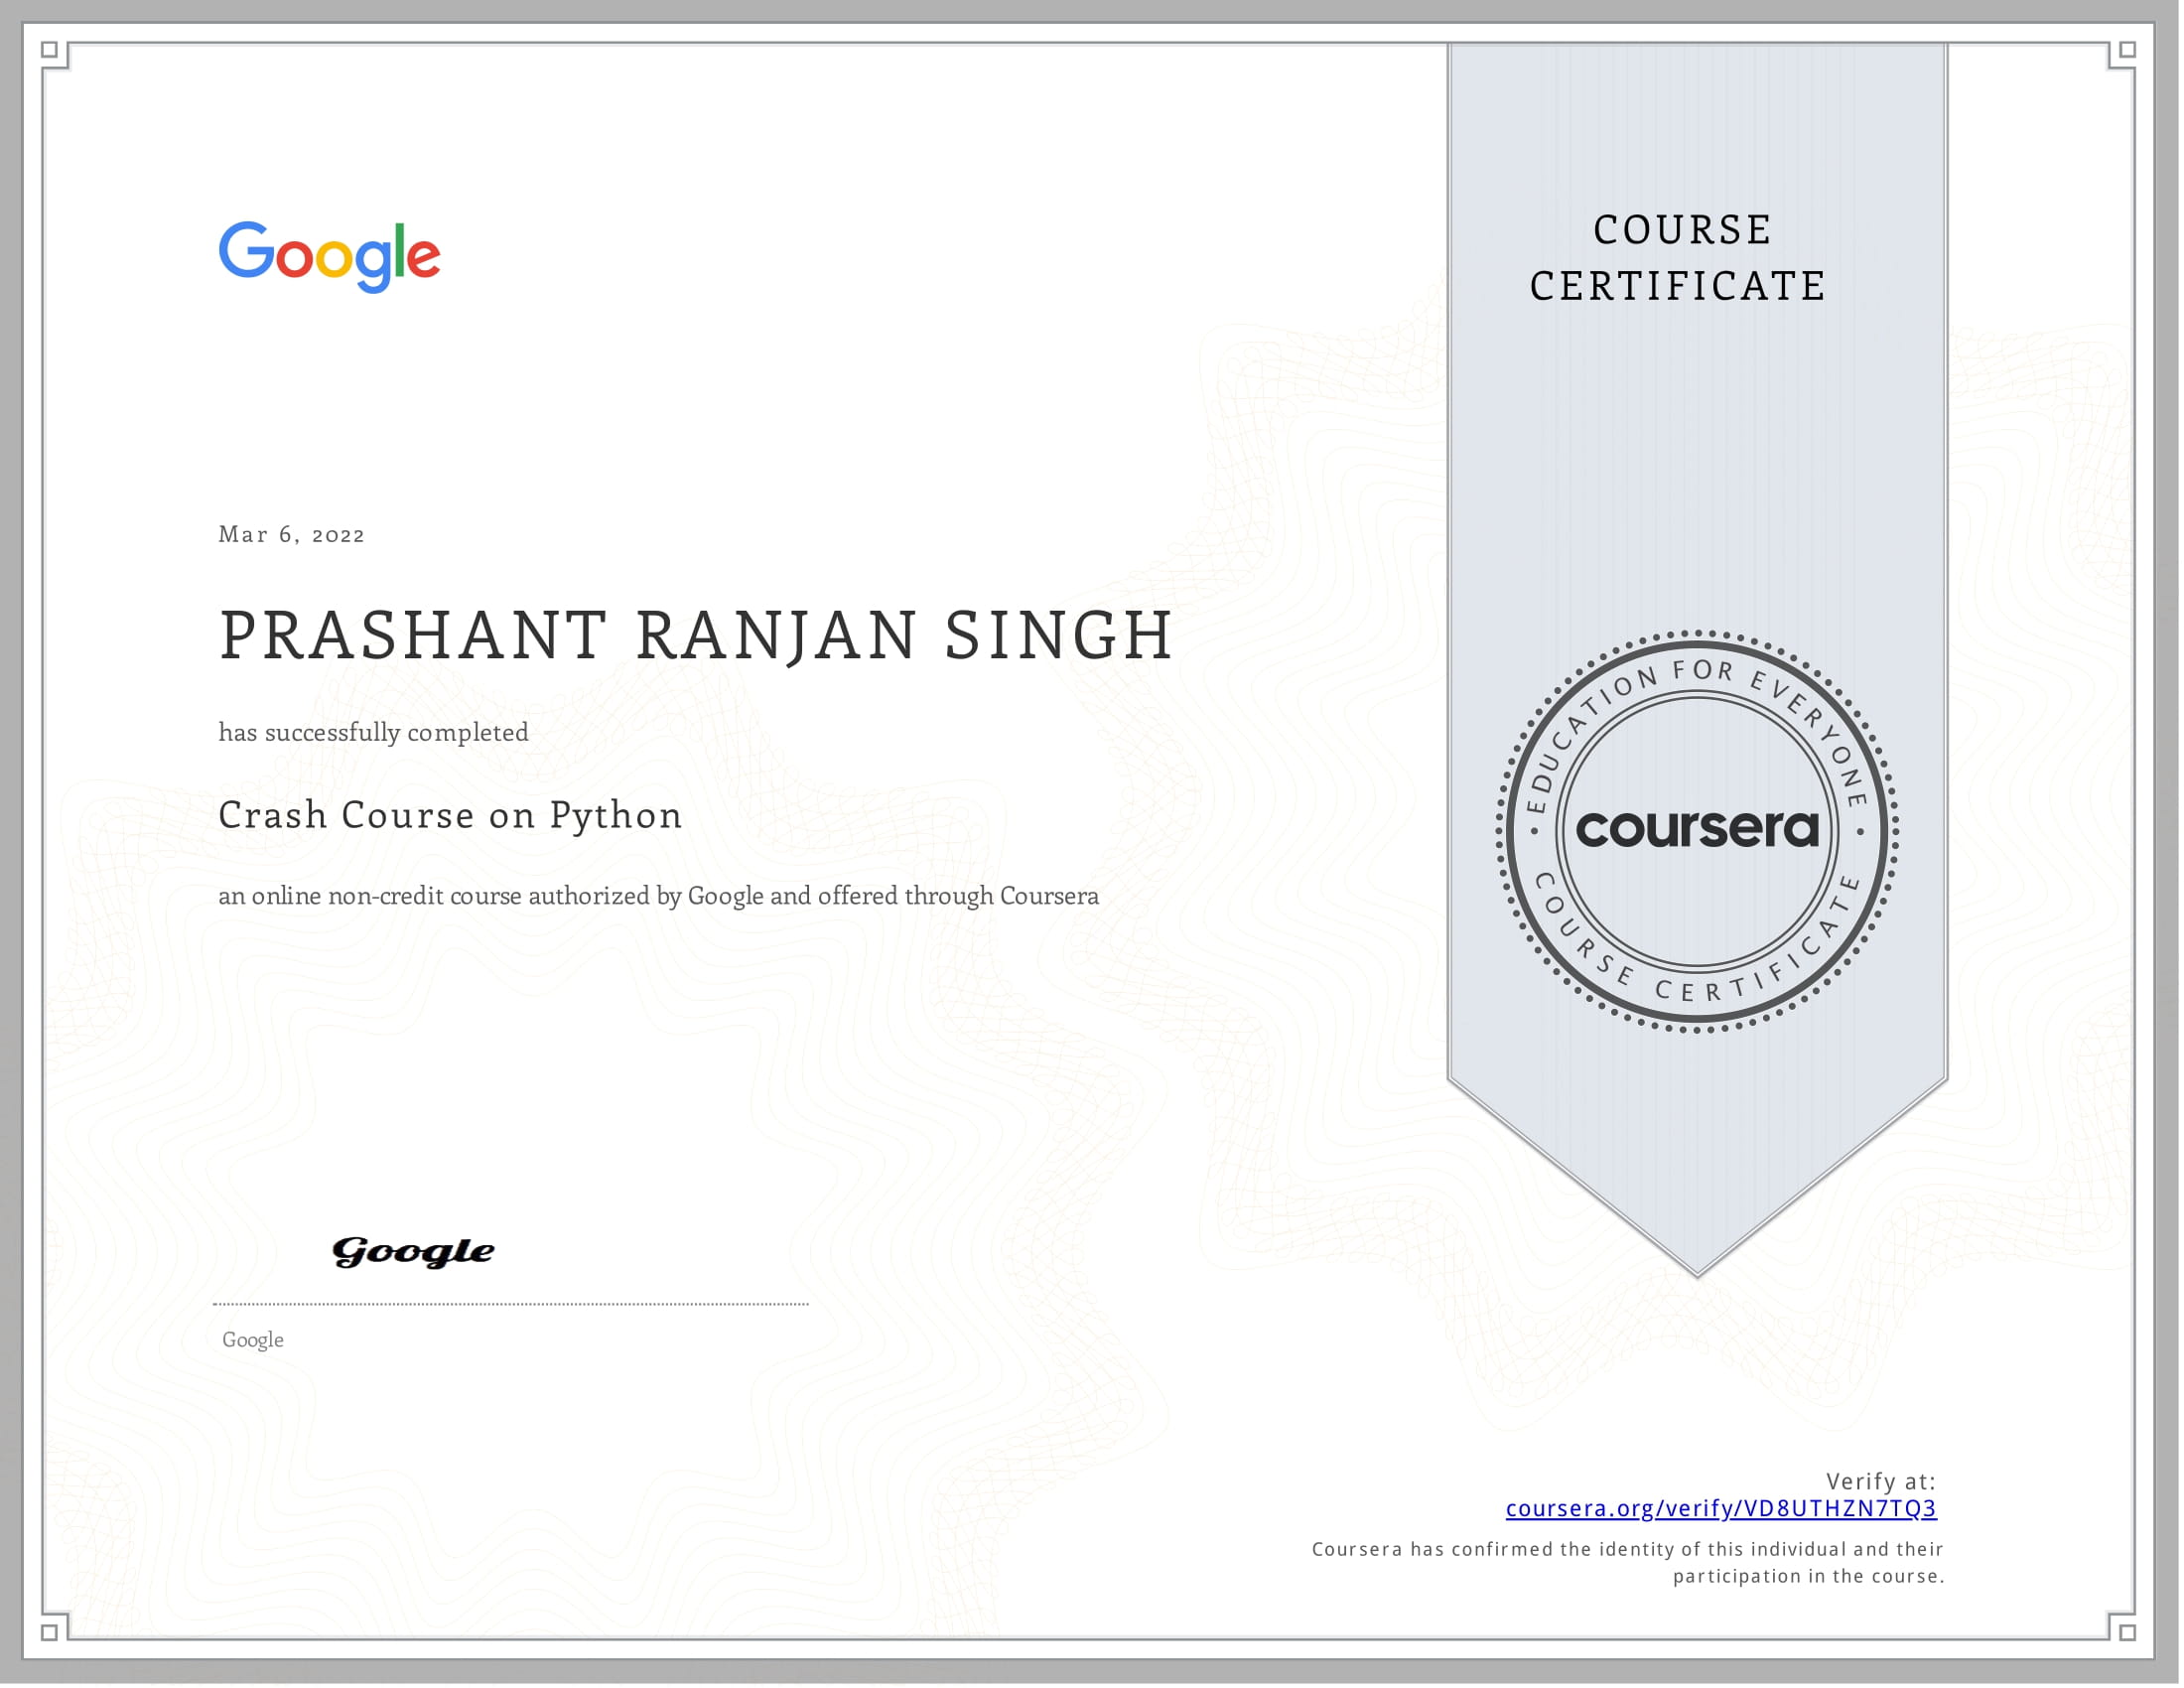 Google
COURSE
CERTIFICATE
Mar 6, 2022
PRASHANT RANJAN SINGH
has successfully completed
Crash Course on Python
an online non-credit course authorized by Google and offered through Coursera
EDUCATION FOR EVERYONE
coursera
COURSE CERTIFICATE
Google
Google
Verify at:
coursera.org/verify/VD8UTHZN7TQ3
Coursera has confirmed the identity of this individual and their
participation in the course.